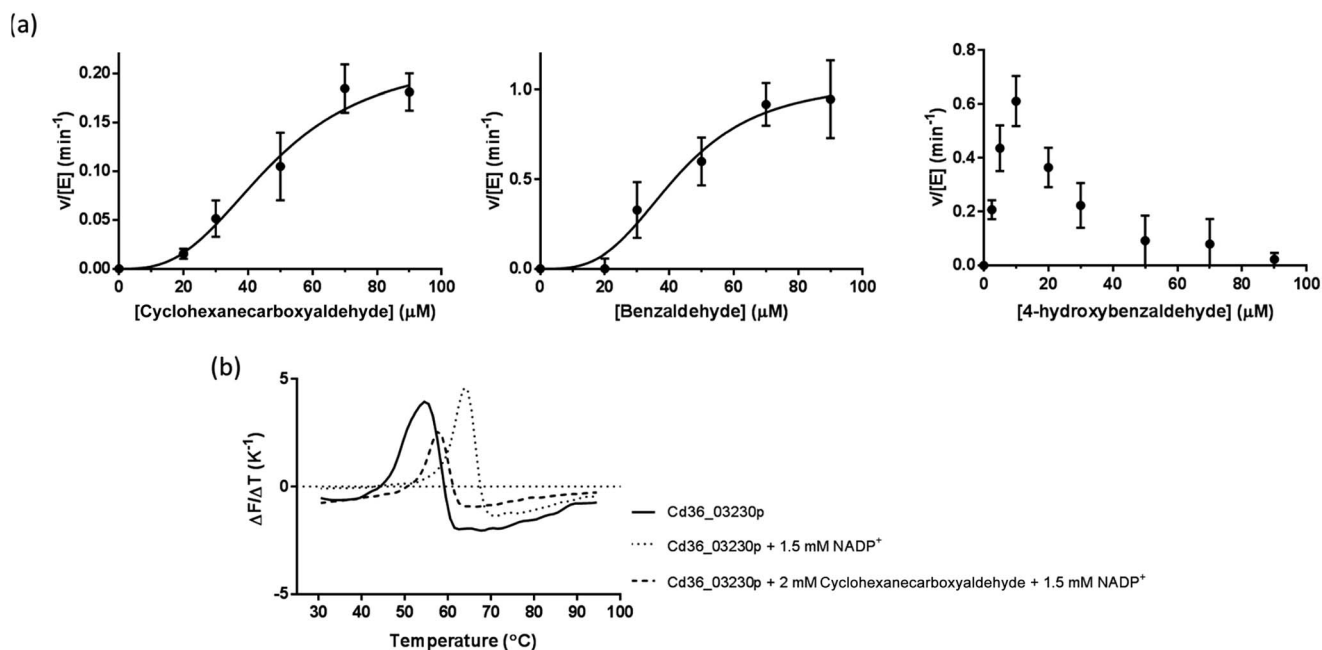 (a)
0.20
0.15
0.10
0.05
0.00
v/[E] (min⁻¹)
0 20 40 60 80 100
[Cyclohexanecarboxyaldehyde] (µM)
1.0
0.5
0.0
v/[E] (min⁻¹)
0 20 40 60 80 100
[Benzaldehyde] (µM)
0.8
0.6
0.4
0.2
0.0
v/[E] (min⁻¹)
0 20 40 60 80 100
[4-hydroxybenzaldehyde] (µM)
(b)
5
0
-5
ΔF/ΔT (K⁻¹)
30 40 50 60 70 80 90 100
Temperature (°C)
Cd36_03230p
Cd36_03230p + 1.5 mM NADP⁺
Cd36_03230p + 2 mM Cyclohexanecarboxyaldehyde + 1.5 mM NADP⁺